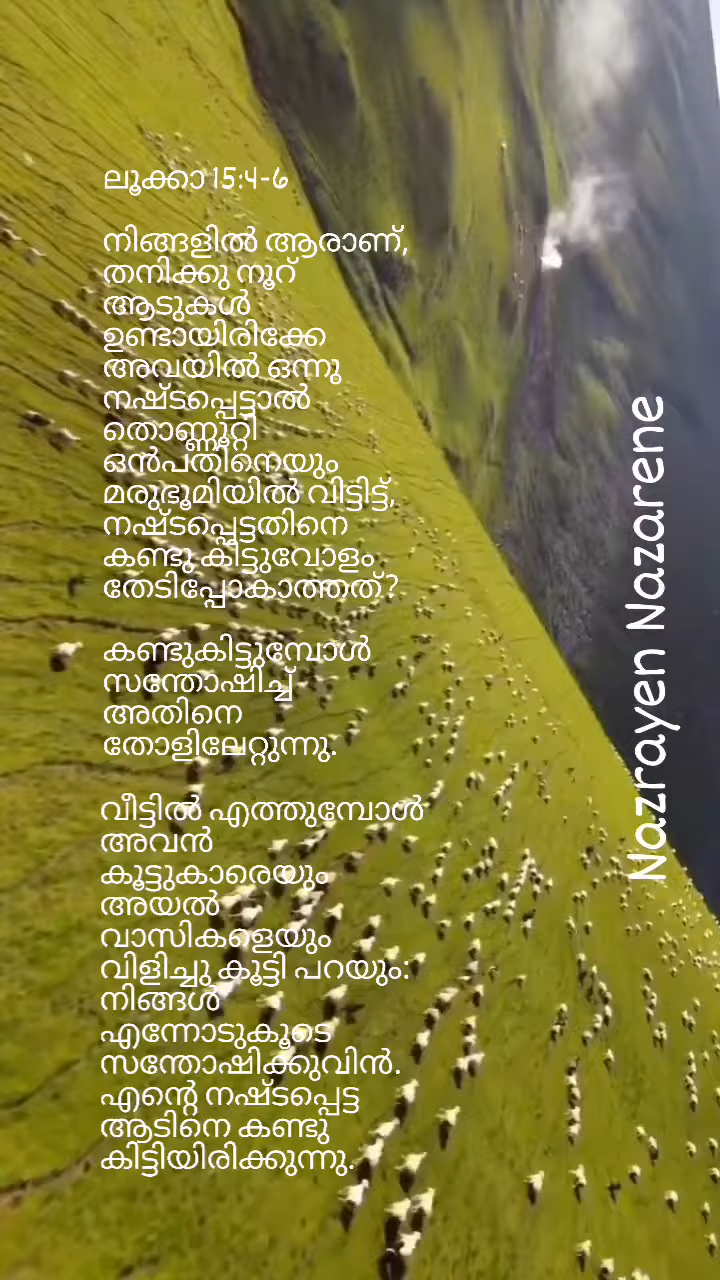 ലൂക്കാ 15:4-6
നിങ്ങളിൽ ആരാണ്,
തനിക്കു നൂറ്
ആടുകൾ
ഉണ്ടായിരിക്കേ
അവയിൽ ഒന്നു
നഷ്ടപ്പെട്ടാൽ
തൊണ്ണൂറ്റി
ഒൻപതിനെയും
മരുഭൂമിയിൽ വിട്ടിട്ട്,
നഷ്ടപ്പെട്ടതിനെ
കണ്ടു കിട്ടുവോളം
തേടിപ്പോകാത്തത്?
കണ്ടുകിട്ടുമ്പോൾ
സന്തോഷിച്ച്
അതിനെ
തോളിലേറ്റുന്നു.
വീട്ടിൽ എത്തുമ്പോൾ
അവൻ
കൂട്ടുകാരെയും
അയൽ
വാസികളെയും
വിളിച്ചു കൂട്ടി പറയും:
നിങ്ങൾ
എന്നോടുകൂടെ
സന്തോഷിക്കുവിൻ.
എന്റെ നഷ്ടപ്പെട്ട
ആടിനെ കണ്ടു
കിട്ടിയിരിക്കുന്നു.
Nazrayen Nazarene